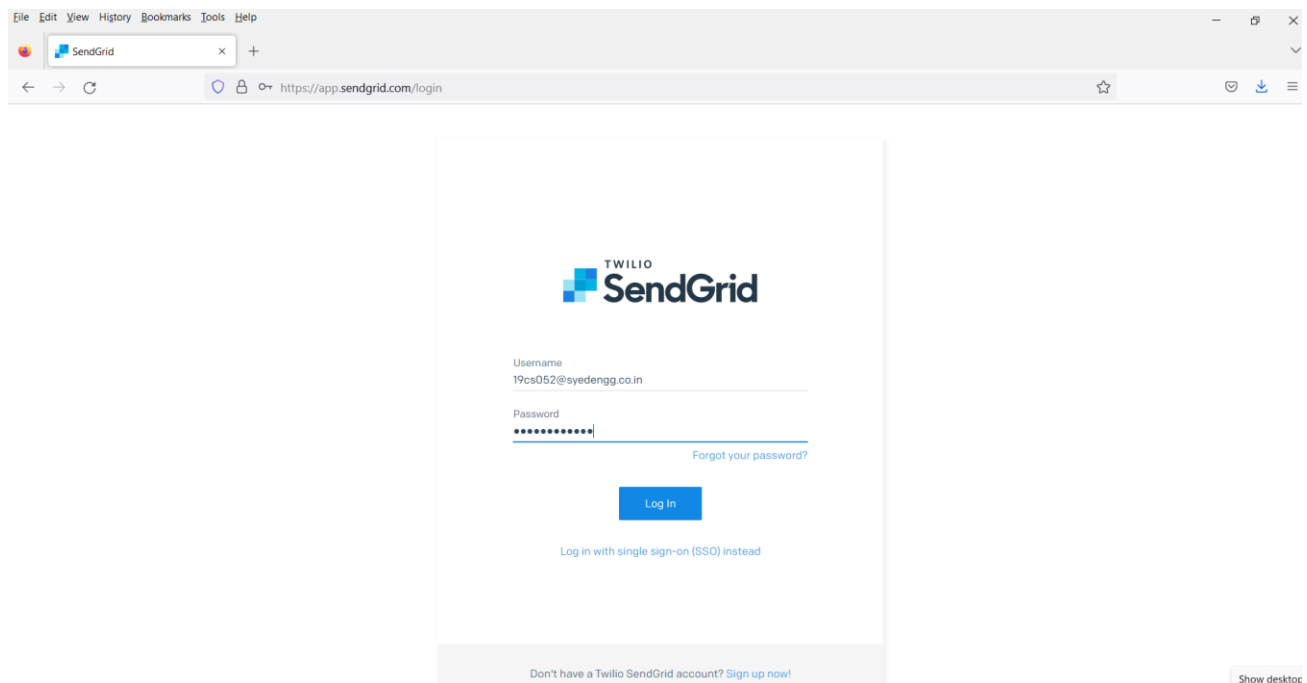 File Edit View History Bookmarks Tools Help
SendGrid
https://app.sendgrid.com/login
TWILIO
SendGrid
Username
19cs052@syedengg.co.in
Password
••••••••••••
Forgot your password?
Log In
Log in with single sign-on (SSO) instead
Don't have a Twilio SendGrid account? Sign up now!
Show desktop